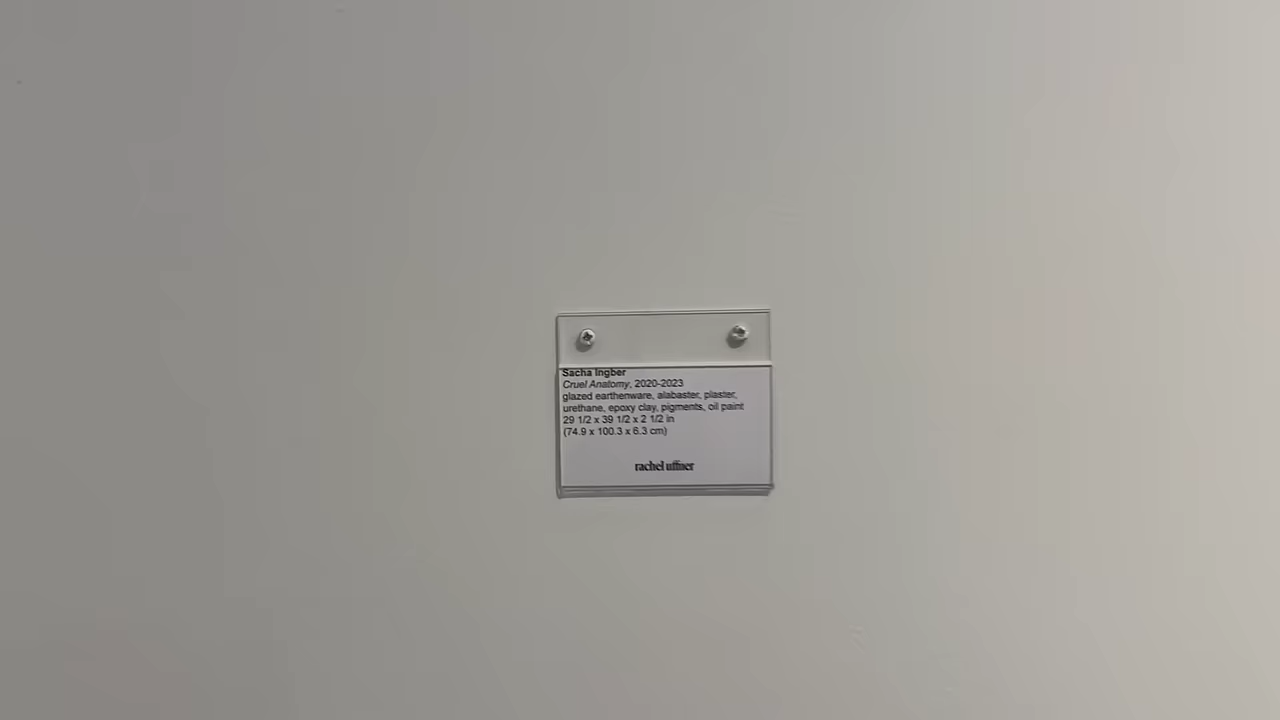 Sacha Ingber
Cruel Anatomy, 2020-2023
glazed earthenware, alabaster, plaster,
urethane, epoxy clay, pigments, oil paint
29 1/2 x 39 1/2 x 2 1/2 in
(74.9 x 100.3 x 6.3 cm)
rachel uffner